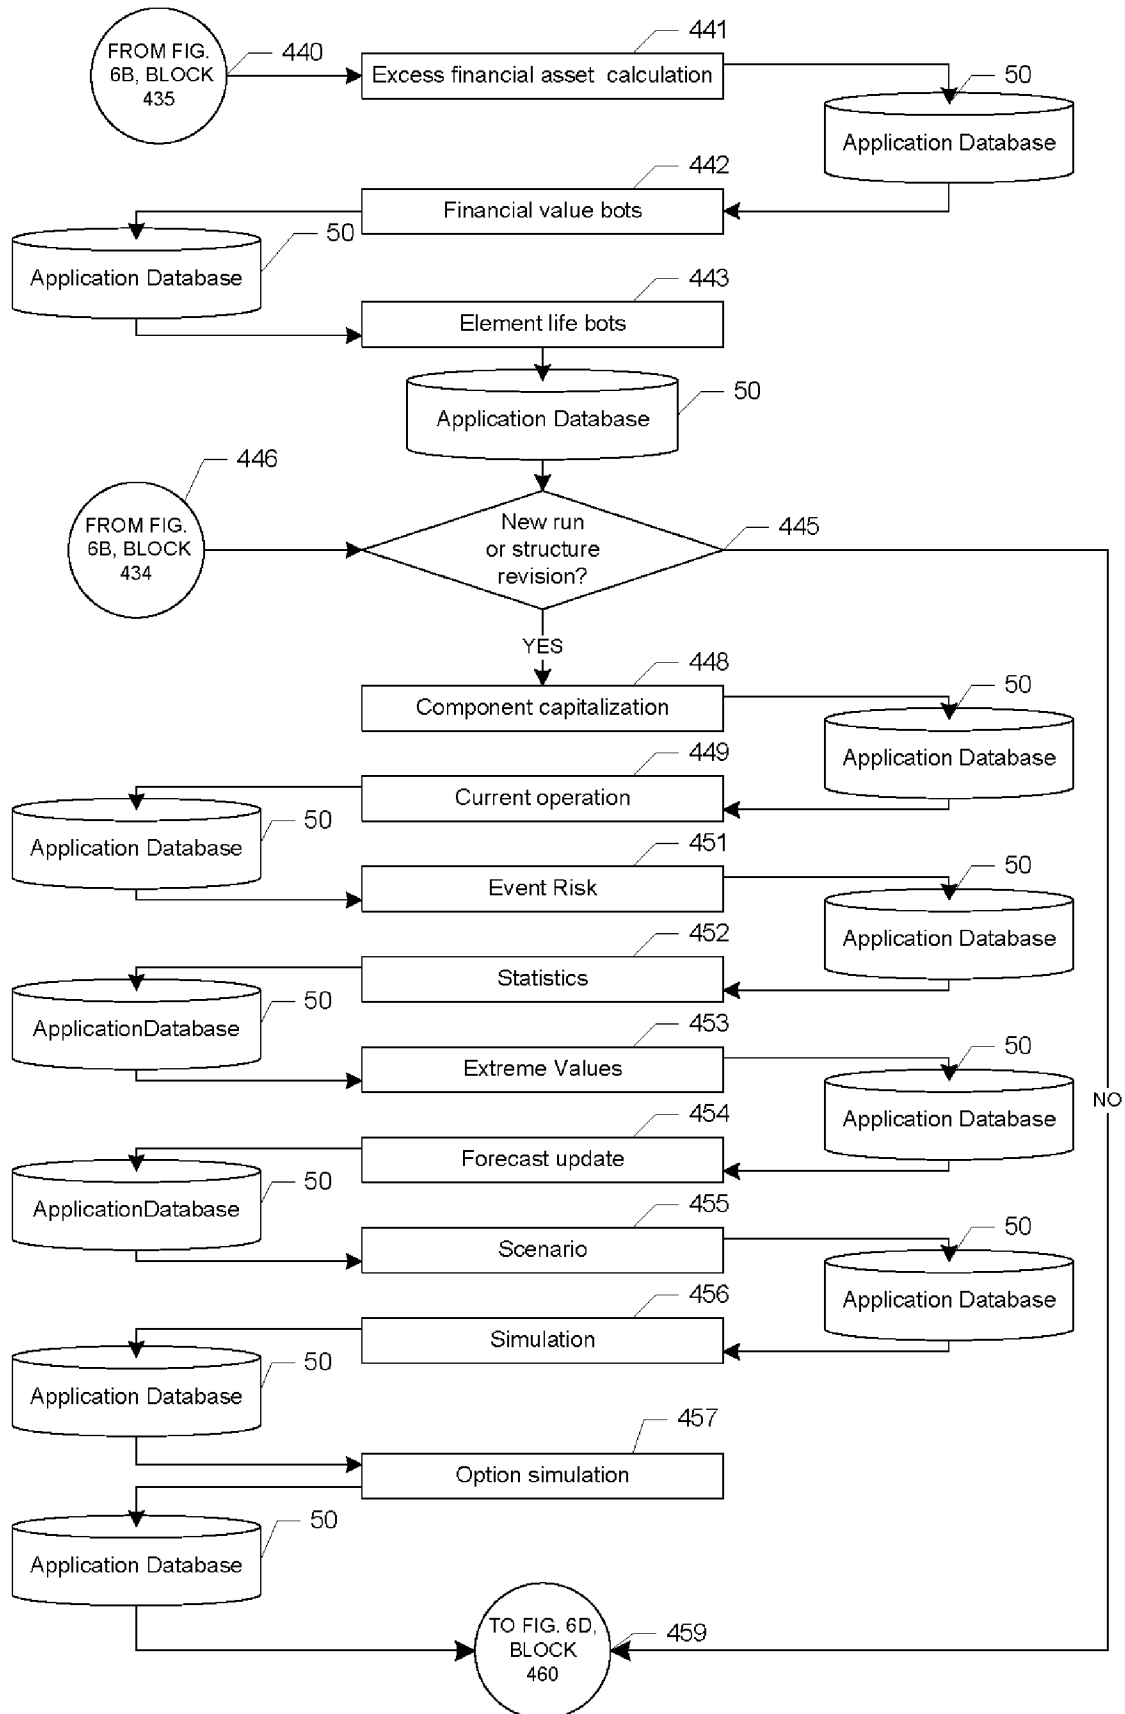 441
FROM FIG.
6B, BLOCK
435
440
Excess financial asset calculation
50
Application Database
442
Financial value bots
50
Application Database
443
Element life bots
50
Application Database
446
FROM FIG.
6B, BLOCK
434
New run
or structure
revision?
445
YES
448
Component capitalization
50
Application Database
449
Current operation
50
Application Database
451
Event Risk
50
Application Database
452
Statistics
50
ApplicationDatabase
453
Extreme Values
50
Application Database
NO
454
Forecast update
50
ApplicationDatabase
455
Scenario
50
Application Database
456
Simulation
50
Application Database
457
Option simulation
50
Application Database
TO FIG. 6D,
BLOCK
460
459